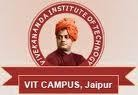 VIVEKANANDA INSTITUTE OF TECHNOLOGY
VIT CAMPUS, Jaipur